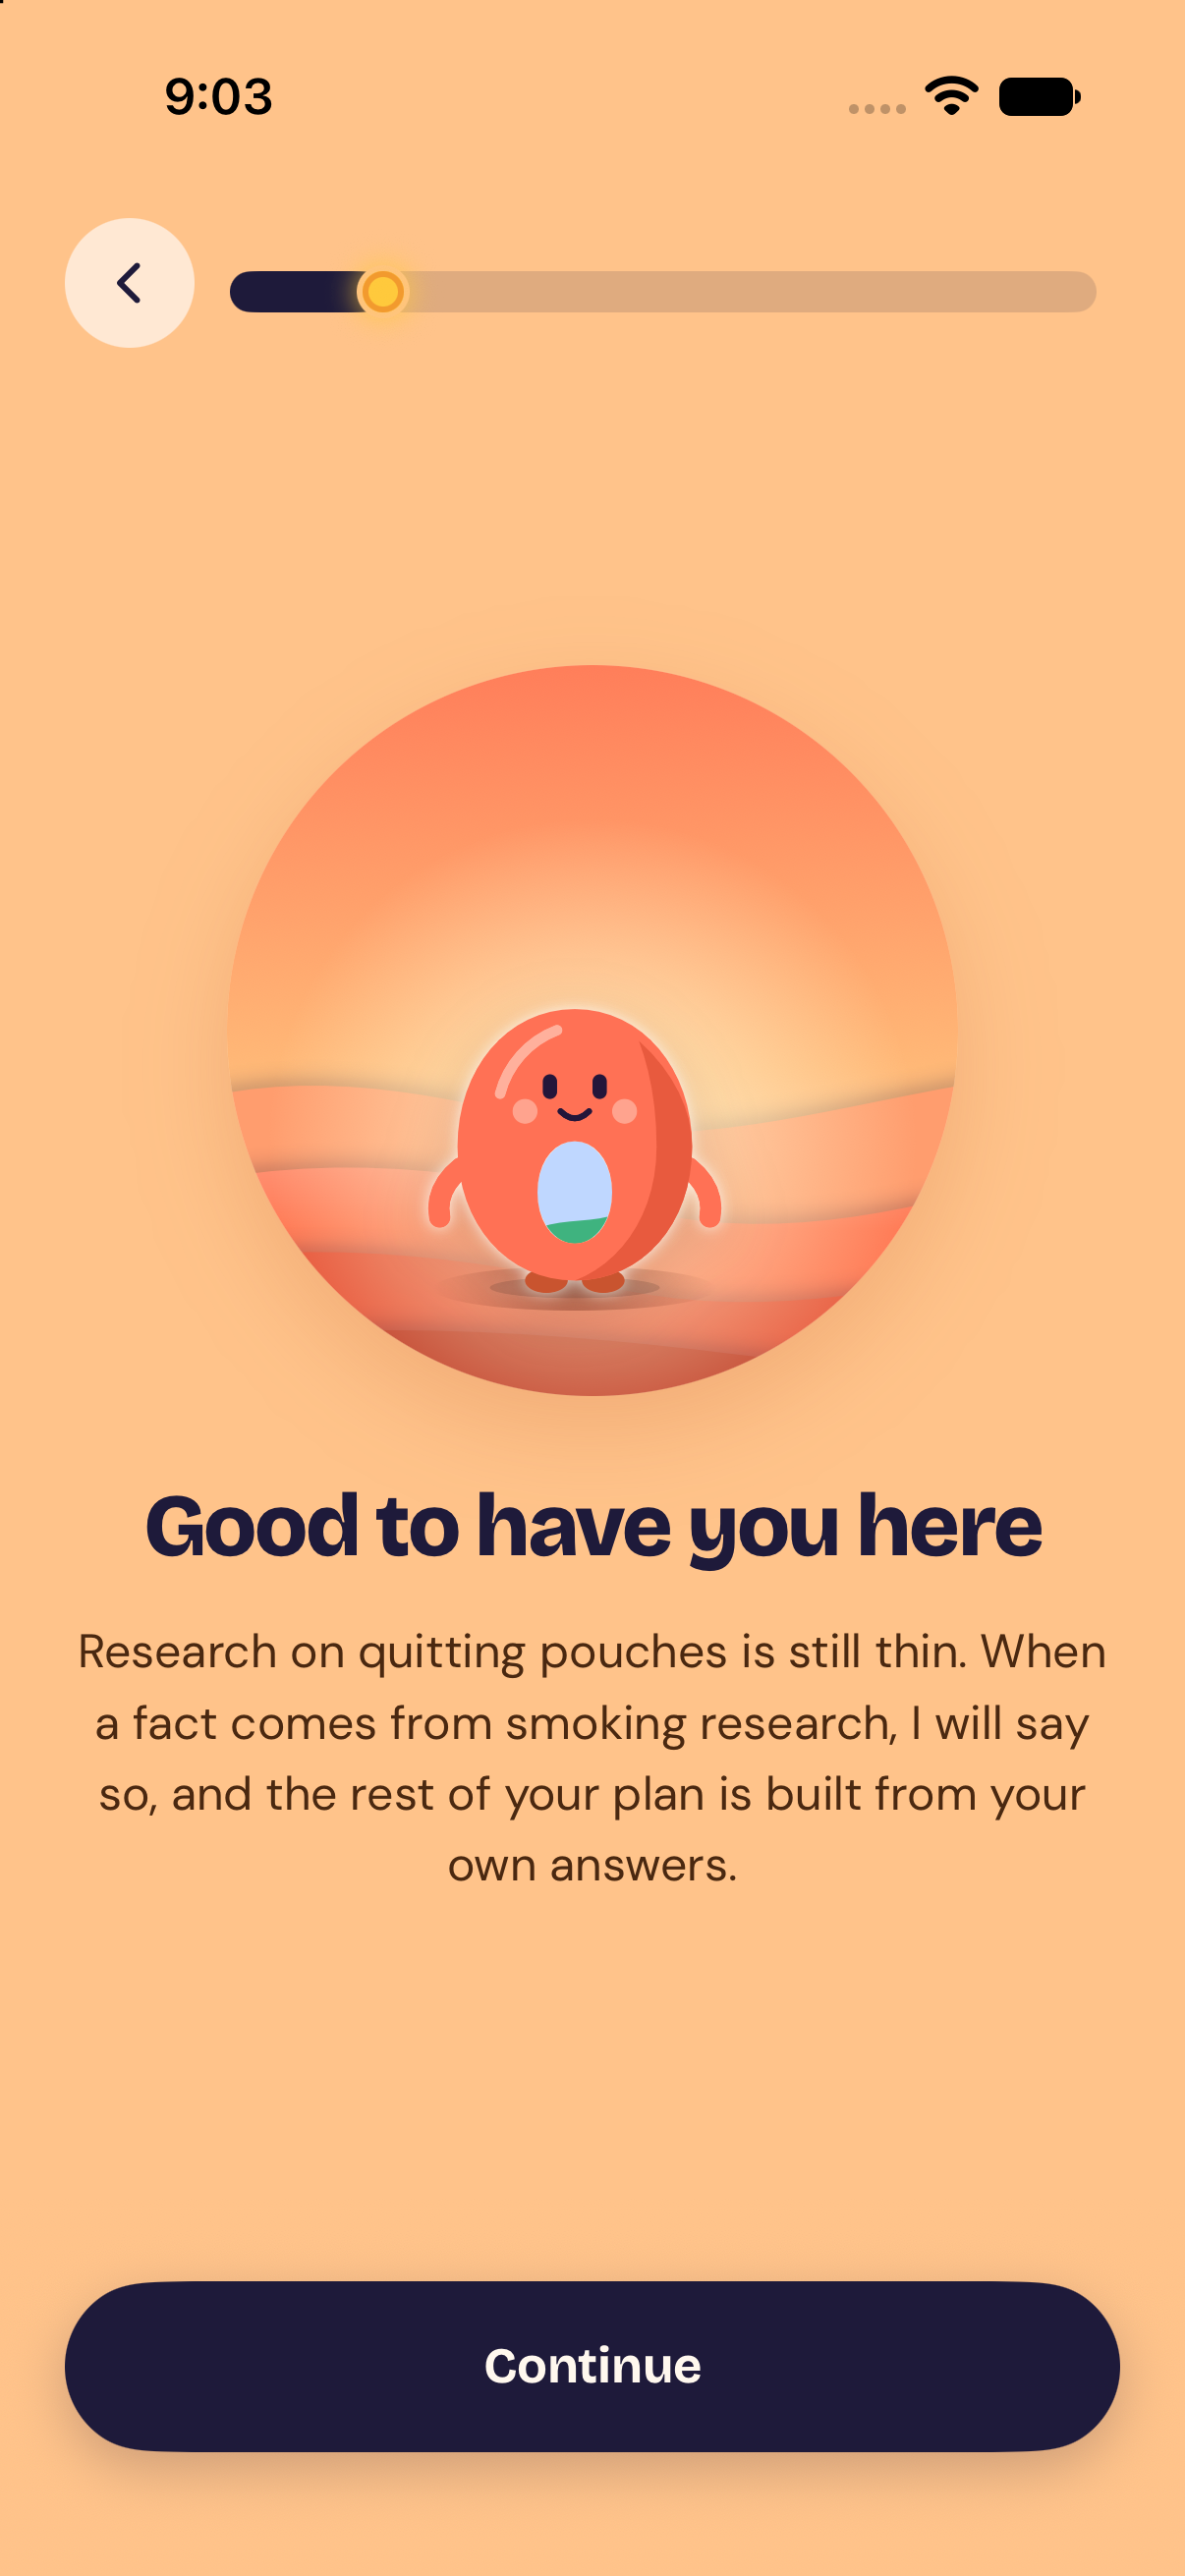 9:03
Good to have you here
Research on quitting pouches is still thin. When
a fact comes from smoking research, I will say
so, and the rest of your plan is built from your
own answers.
Continue